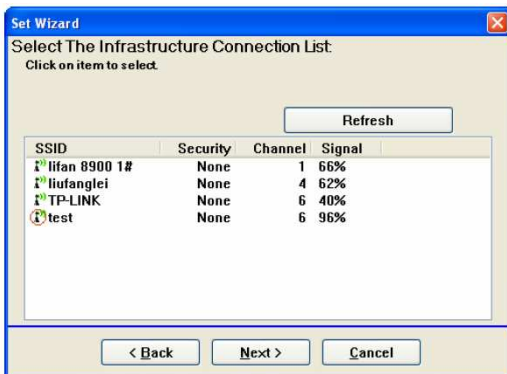 Set Wizard
Select The Infrastructure Connection List:
Click on item to select.
Refresh
SSID Security Channel Signal
lifan 8900 1# None 1 66%
liufanglei None 4 62%
TP-LINK None 6 40%
test None 6 96%
< Back Next > Cancel